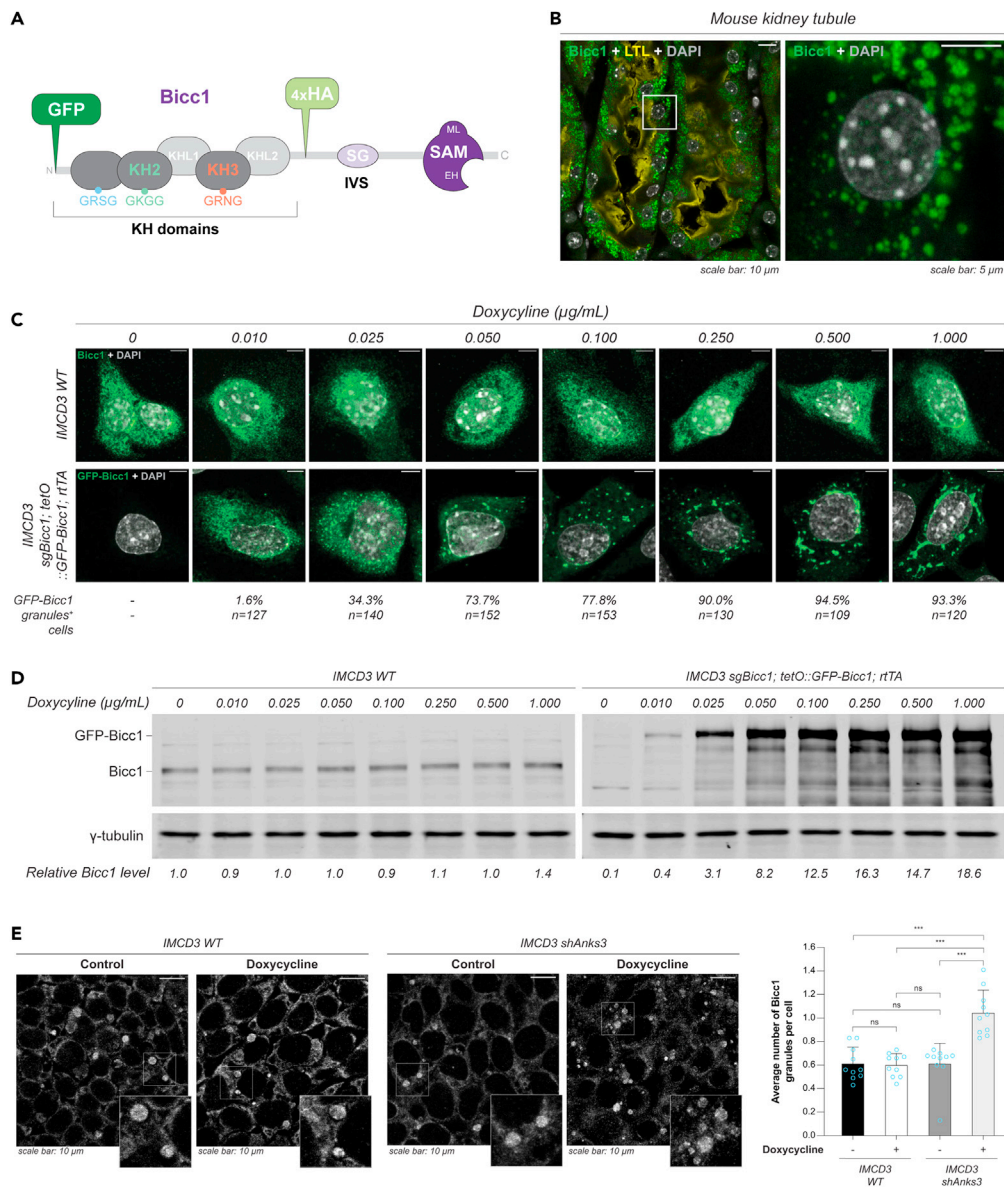 A
GFP
Bicc1
4xHA
N
KH2
KHL1
KH3
KHL2
SG
ML
SAM
EH
C
IVS
GRSG
GKGG
GRNG
KH domains
B
Mouse kidney tubule
Bicc1 + LTL + DAPI
Bicc1 + DAPI
scale bar: 10 µm
scale bar: 5 µm
C
Doxycycline (µg/mL)
0 0.010 0.025 0.050 0.100 0.250 0.500 1.000
IMCD3 WT
Bicc1 + DAPI
IMCD3
sgBicc1; tetO
::GFP-Bicc1; rtTA
GFP-Bicc1 + DAPI
GFP-Bicc1 - 1.6% 34.3% 73.7% 77.8% 90.0% 94.5% 93.3%
granules+ - n=127 n=140 n=152 n=153 n=130 n=109 n=120
cells
D
IMCD3 WT
IMCD3 sgBicc1; tetO::GFP-Bicc1; rtTA
Doxycycline (µg/mL) 0 0.010 0.025 0.050 0.100 0.250 0.500 1.000 0 0.010 0.025 0.050 0.100 0.250 0.500 1.000
GFP-Bicc1
Bicc1
γ-tubulin
Relative Bicc1 level 1.0 0.9 1.0 1.0 0.9 1.1 1.0 1.4 0.1 0.4 3.1 8.2 12.5 16.3 14.7 18.6
E
IMCD3 WT
IMCD3 shAnks3
Control
Doxycycline
Control
Doxycycline
scale bar: 10 µm
scale bar: 10 µm
scale bar: 10 µm
scale bar: 10 µm
Average number of Bicc1
granules per cell
1.6
1.4
1.2
1.0
0.8
0.6
0.4
0.2
0.0
***
***
***
ns
ns
ns
Doxycycline - + - +
IMCD3
WT
IMCD3
shAnks3